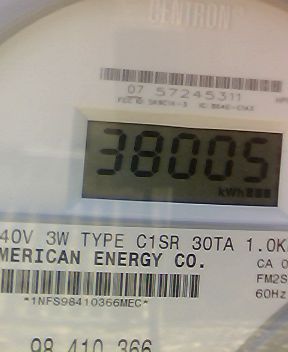 CENTRON
07 57245311
38005
kWh
40V 3W TYPE C1SR 30TA 1.0K
MERICAN ENERGY CO.
CA 0
FM2S
*1NFS98410366MEC*
60Hz
98 410 366